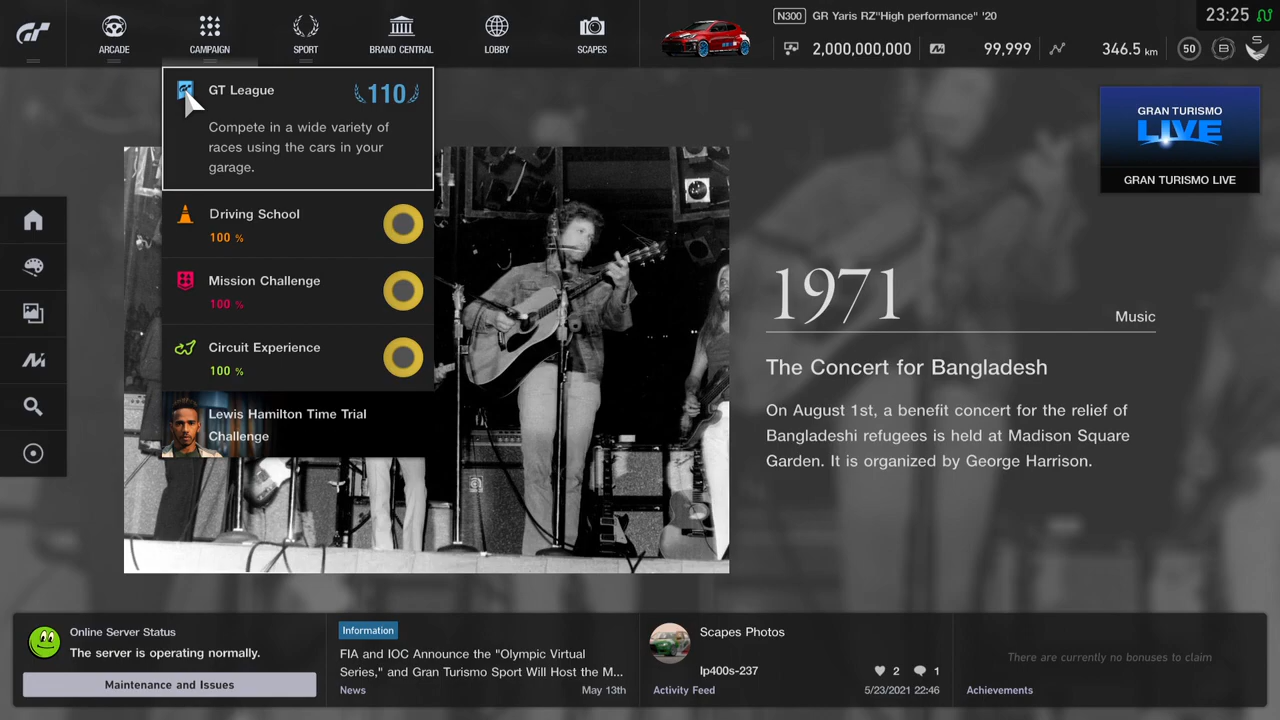 ARCADE
CAMPAIGN
SPORT
BRAND CENTRAL
LOBBY
SCAPES
N300 GR Yaris RZ"High performance" '20
2,000,000,000
99,999
346.5 km
50
B
S
23:25
GT League
110
Compete in a wide variety of
races using the cars in your
garage.
Driving School
100 %
Mission Challenge
100 %
Circuit Experience
100 %
Lewis Hamilton Time Trial
Challenge
GRAN TURISMO
LIVE
GRAN TURISMO LIVE
1971
Music
The Concert for Bangladesh
On August 1st, a benefit concert for the relief of
Bangladeshi refugees is held at Madison Square
Garden. It is organized by George Harrison.
Online Server Status
The server is operating normally.
Maintenance and Issues
Information
FIA and IOC Announce the "Olympic Virtual
Series," and Gran Turismo Sport Will Host the M...
News
May 13th
Scapes Photos
lp400s-237
2
1
Activity Feed
5/23/2021 22:46
There are currently no bonuses to claim
Achievements